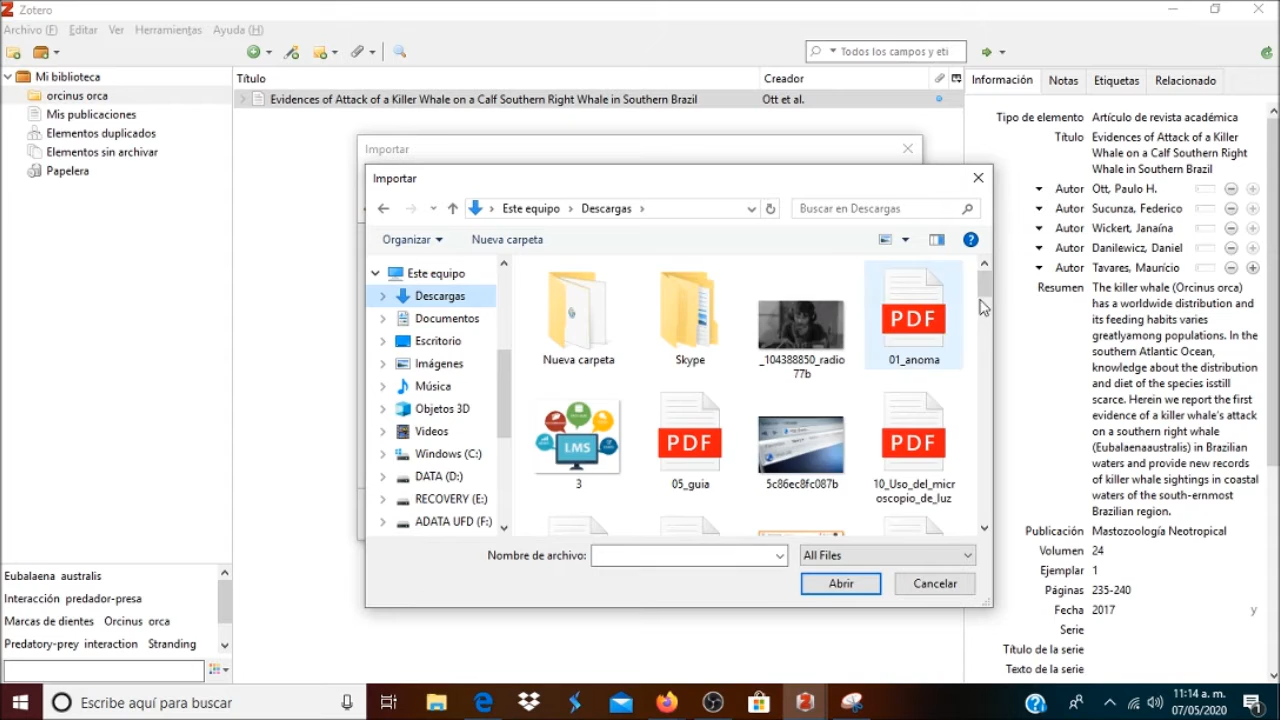 Zotero
Archivo (F) Editar Ver Herramientas Ayuda (H)
Todos los campos y eti
Mi biblioteca
orcinus orca
Mis publicaciones
Elementos duplicados
Elementos sin archivar
Papelera
Título Creador
Evidences of Attack of a Killer Whale on a Calf Southern Right Whale in Southern Brazil Ott et al.
Importar
Importar
Este equipo Descargas
Buscar en Descargas
Organizar Nueva carpeta
Este equipo
Descargas
Documentos
Escritorio
Imágenes
Música
Objetos 3D
Videos
Windows (C:)
DATA (D:)
RECOVERY (E:)
ADATA UFD (F:)
Nueva carpeta
Skype
_104388850_radio
77b
PDF
01_anoma
LMS
3
PDF
05_guia
5c86ec8fc087b
PDF
10_Uso_del_micr
oscopio_de_luz
Nombre de archivo:
All Files
Abrir Cancelar
Información Notas Etiquetas Relacionado
Tipo de elemento Artículo de revista académica
Título Evidences of Attack of a Killer
Whale on a Calf Southern Right
Whale in Southern Brazil
Autor Ott, Paulo H.
Autor Sucunza, Federico
Autor Wickert, Janaína
Autor Danilewicz, Daniel
Autor Tavares, Maurício
Resumen The killer whale (Orcinus orca)
has a worldwide distribution and
its feeding habits varies
greatlyamong populations. In the
southern Atlantic Ocean,
knowledge about the distribution
and diet of the species isstill
scarce. Herein we report the first
evidence of a killer whale's attack
on a southern right whale
(Eubalaenaaustralis) in Brazilian
waters and provide new records
of killer whale sightings in coastal
waters of the south-ernmost
Brazilian region.
Publicación Mastozoología Neotropical
Volumen 24
Ejemplar 1
Páginas 235-240
Fecha 2017 y
Serie
Título de la serie
Texto de la serie
Eubalaena australis
Interacción predador-presa
Marcas de dientes Orcinus orca
Predatory-prey interaction Stranding
Escribe aquí para buscar
11:14 a. m.
07/05/2020
1